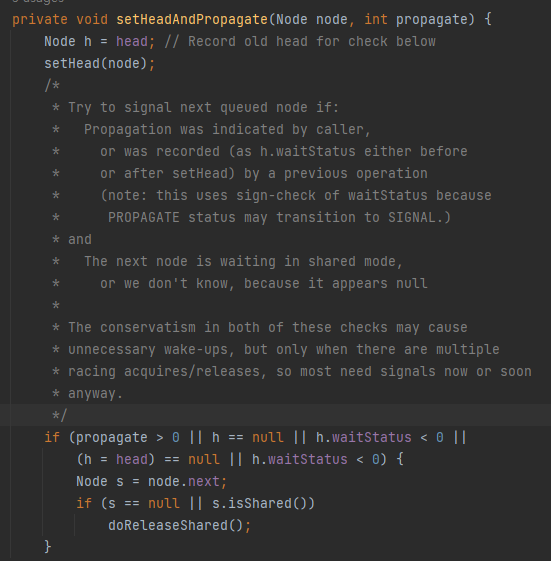 private void setHeadAndPropagate(Node node, int propagate) {
    Node h = head; // Record old head for check below
    setHead(node);
    /*
     * Try to signal next queued node if:
     *   Propagation was indicated by caller,
     *     or was recorded (as h.waitStatus either before
     *     or after setHead) by a previous operation
     *     (note: this uses sign-check of waitStatus because
     *      PROPAGATE status may transition to SIGNAL.)
     * and
     *   The next node is waiting in shared mode,
     *     or we don't know, because it appears null
     *
     * The conservatism in both of these checks may cause
     * unnecessary wake-ups, but only when there are multiple
     * racing acquires/releases, so most need signals now or soon
     * anyway.
     */
    if (propagate > 0 || h == null || h.waitStatus < 0 ||
        (h = head) == null || h.waitStatus < 0) {
        Node s = node.next;
        if (s == null || s.isShared())
            doReleaseShared();
    }